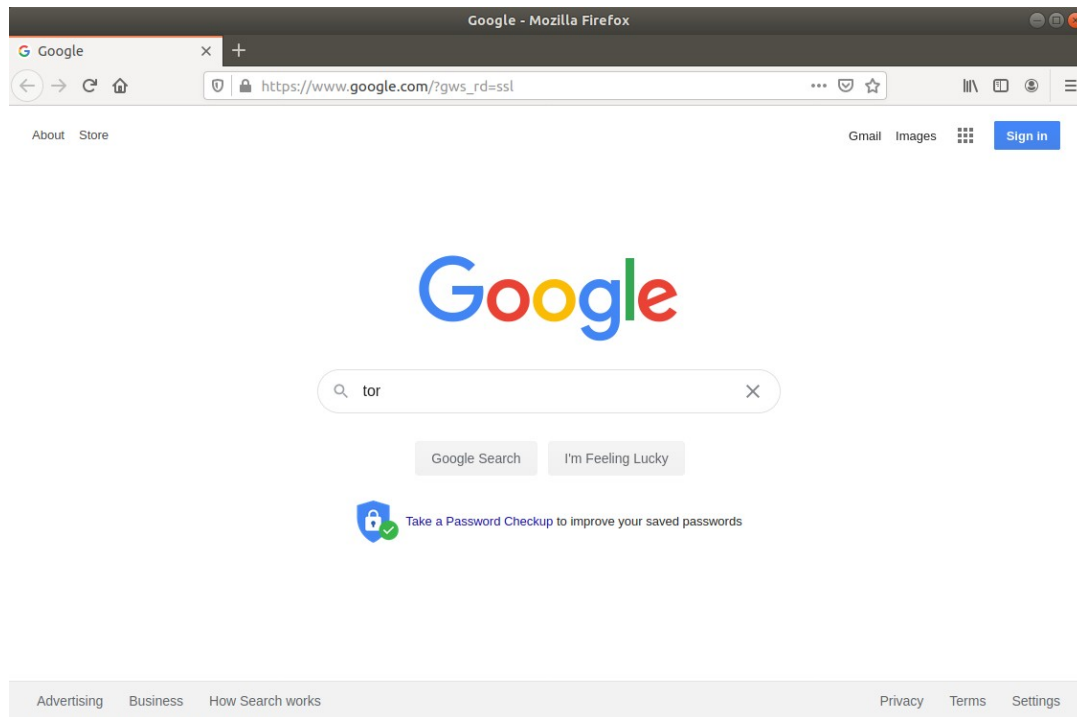 Google - Mozilla Firefox
Google
https://www.google.com/?gws_rd=ssl
About Store Gmail Images Sign in
Google
tor
Google Search I'm Feeling Lucky
Take a Password Checkup to improve your saved passwords
Advertising Business How Search works Privacy Terms Settings